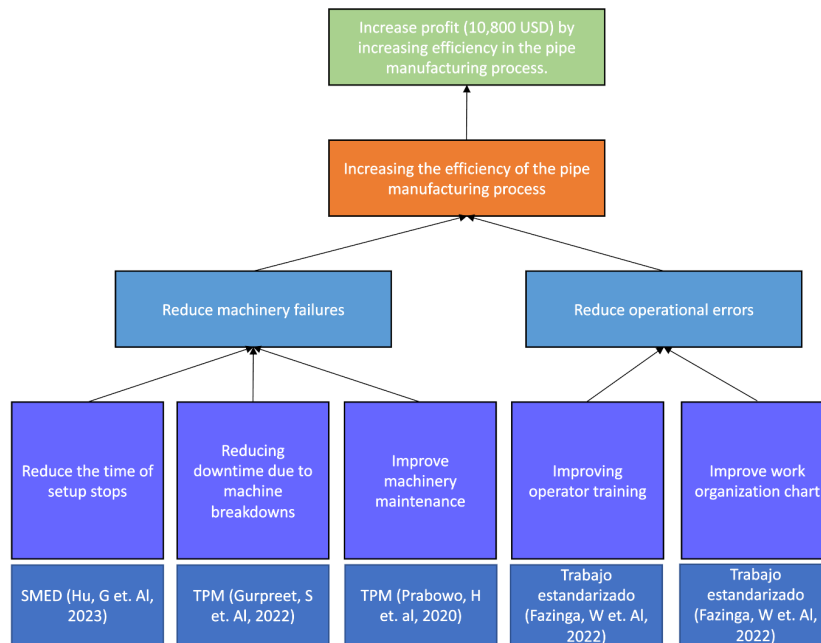 Increase profit (10,800 USD) by
increasing efficiency in the pipe
manufacturing process.
Increasing the efficiency of the pipe
manufacturing process
Reduce machinery failures
Reduce operational errors
Reduce the time of
setup stops
Reducing
downtime due to
machine
breakdowns
Improve
machinery
maintenance
Improving
operator training
Improve work
organization chart
SMED (Hu, G et. Al,
2023)
TPM (Gurpreet, S
et. Al, 2022)
TPM (Prabowo, H
et. al, 2020)
Trabajo
estandarizado
(Fazinga, W et. Al,
2022)
Trabajo
estandarizado
(Fazinga, W et. Al,
2022)